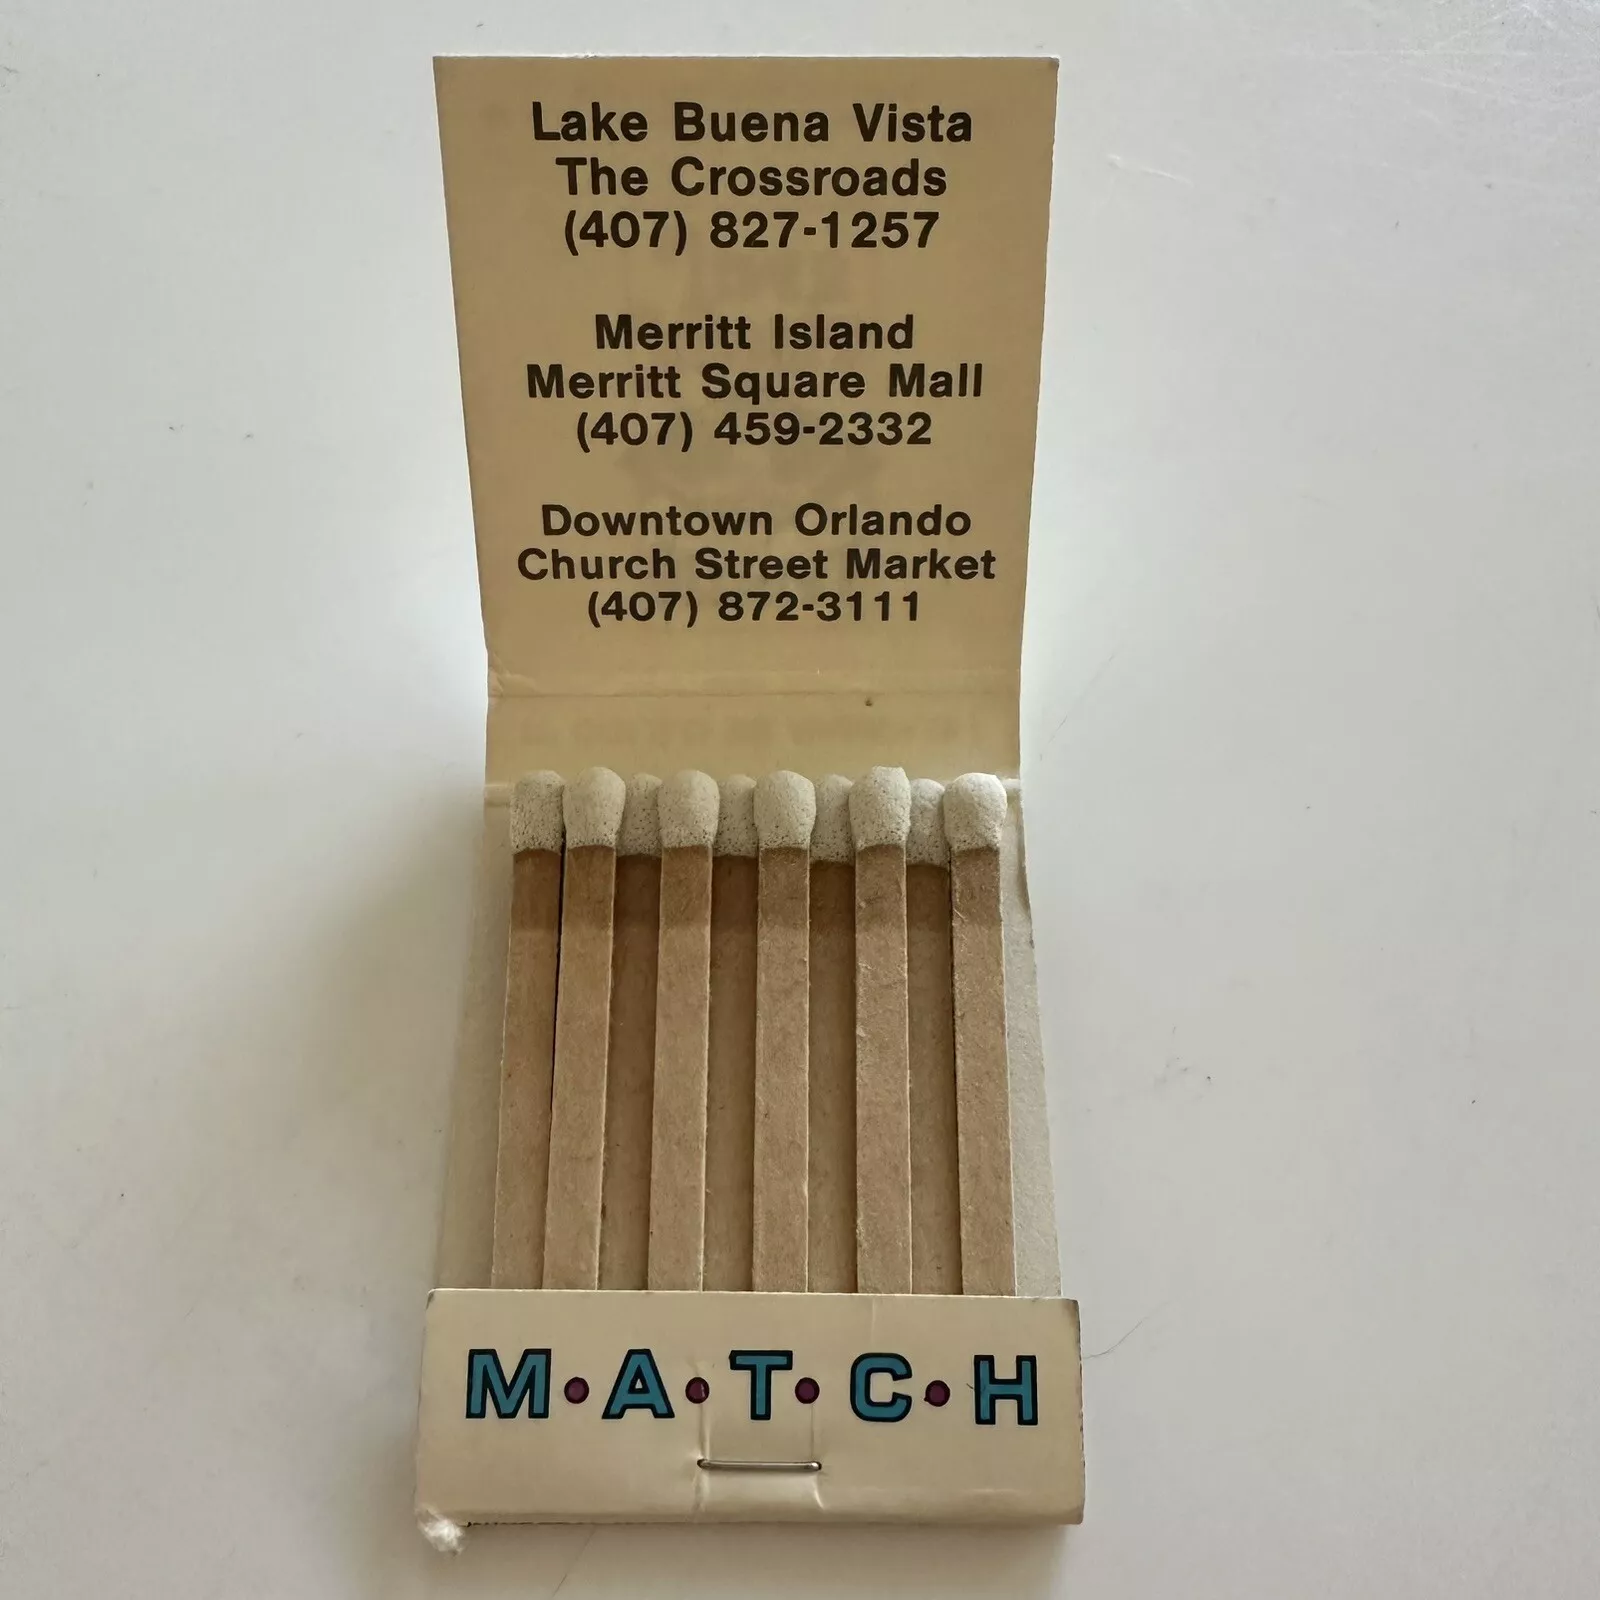 Lake Buena Vista
The Crossroads
(407) 827-1257
Merritt Island
Merritt Square Mall
(407) 459-2332
Downtown Orlando
Church Street Market
(407) 872-3111
M•A•T•C•H